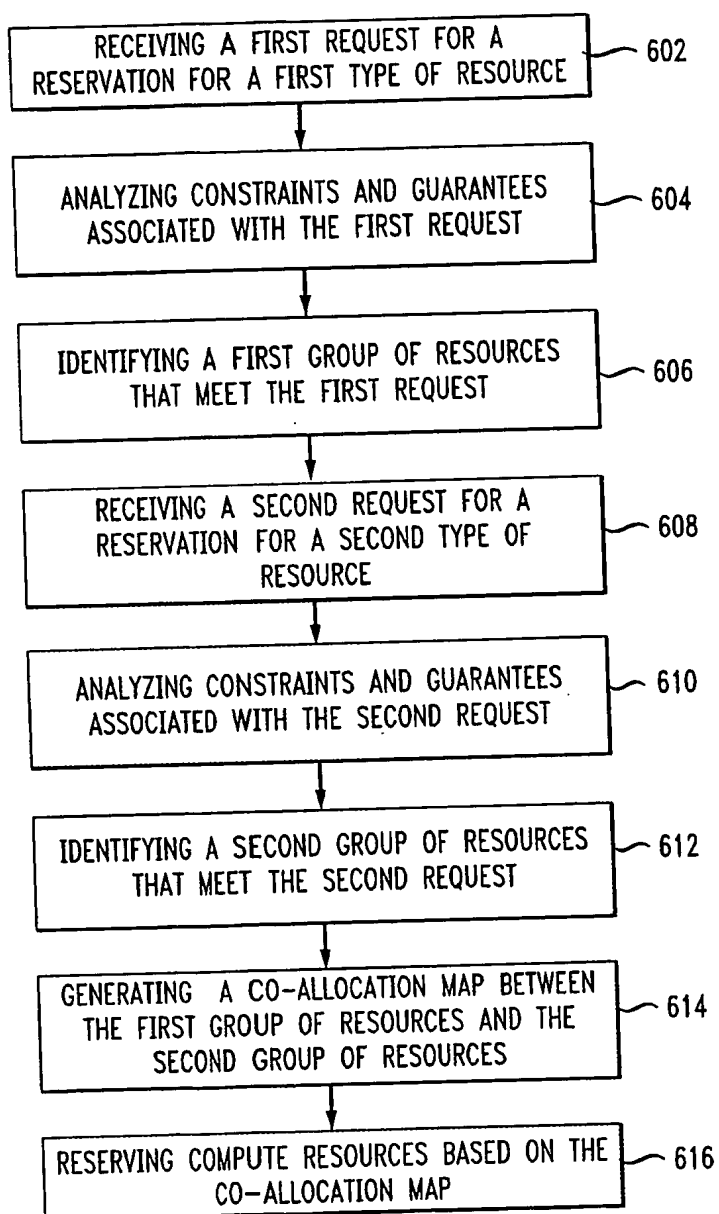 RECEIVING A FIRST REQUEST FOR A
RESERVATION FOR A FIRST TYPE OF RESOURCE
602
ANALYZING CONSTRAINTS AND GUARANTEES
ASSOCIATED WITH THE FIRST REQUEST
604
IDENTIFYING A FIRST GROUP OF RESOURCES
THAT MEET THE FIRST REQUEST
606
RECEIVING A SECOND REQUEST FOR A
RESERVATION FOR A SECOND TYPE OF
RESOURCE
608
ANALYZING CONSTRAINTS AND GUARANTEES
ASSOCIATED WITH THE SECOND REQUEST
610
IDENTIFYING A SECOND GROUP OF RESOURCES
THAT MEET THE SECOND REQUEST
612
GENERATING A CO-ALLOCATION MAP BETWEEN
THE FIRST GROUP OF RESOURCES AND THE
SECOND GROUP OF RESOURCES
614
RESERVING COMPUTE RESOURCES BASED ON THE
CO-ALLOCATION MAP
616